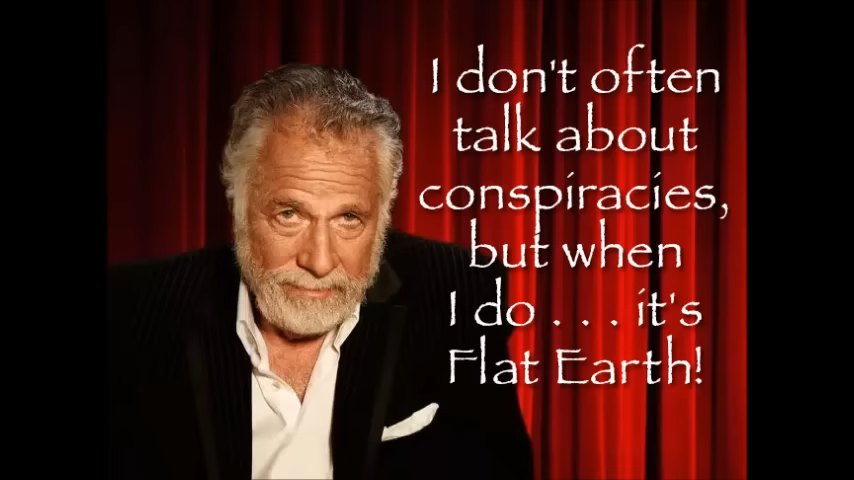 I don't often
talk about
conspiracies,
but when
I do . . . it's
Flat Earth!